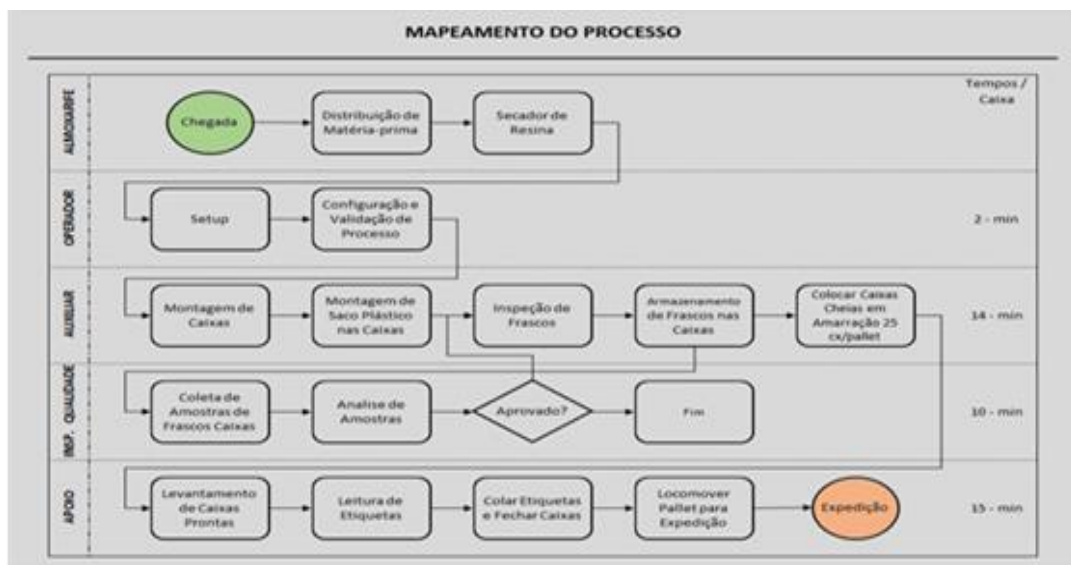 MAPEAMENTO DO PROCESSO
Tempos /
Caixa
ALMOXARIFE
Chegada
Distribuição de
Matéria-prima
Secador de
Resina
OPERADOR
Setup
Configuração e
Validação de
Processo
2 - min
AUXILIAR
Montagem de
Caixas
Montagem de
Saco Plástico
nas Caixas
Inspeção de
Frascos
Armazenamento
de Frascos nas
Caixas
Colocar Caixas
Cheias em
Amarração 25
cx/pallet
14 - min
INSP. QUALIDADE
Coleta de
Amostras de
Frascos Caixas
Analise de
Amostras
Aprovado?
Fim
10 - min
APOIO
Levantamento
de Caixas
Prontas
Leitura de
Etiquetas
Colar Etiquetas
e Fechar Caixas
Locomover
Pallet para
Expedição
Expedição
15 - min